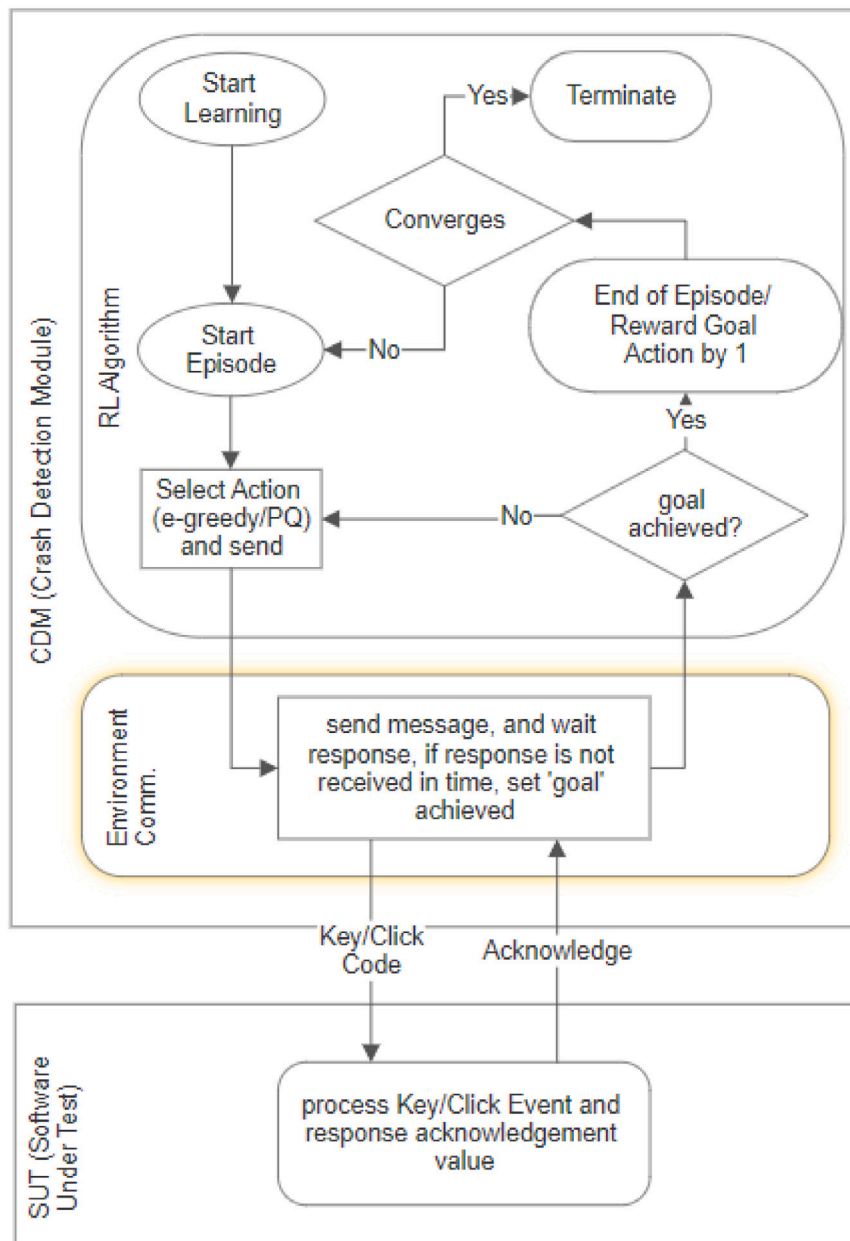 Start
Learning
Yes
Terminate
Converges
End of Episode/
Reward Goal
Action by 1
Start
Episode
No
RL Algorithm
CDM (Crash Detection Module)
Yes
Select Action
(e-greedy/PQ)
and send
No
goal
achieved?
Environment
Comm.
send message, and wait
response, if response is not
received in time, set 'goal'
achieved
Key/Click
Code
Acknowledge
SUT (Software
Under Test)
process Key/Click Event and
response acknowledgement
value